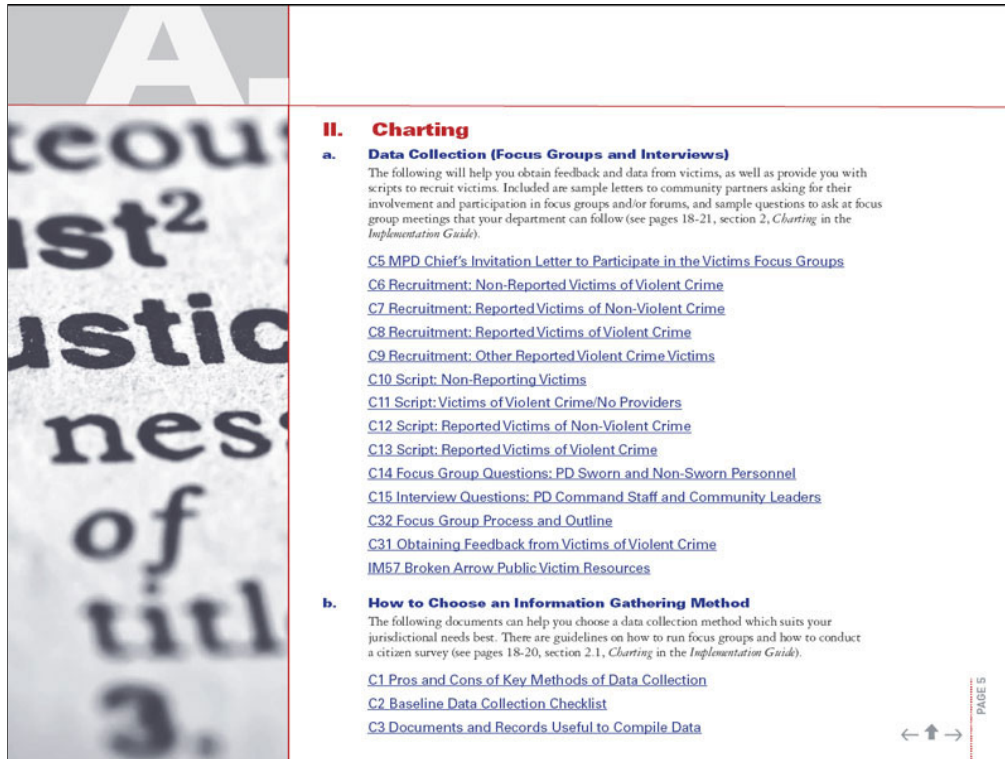 A.
teous
ust²
ustic
ness
of
title
3.
II. Charting
a. Data Collection (Focus Groups and Interviews)
The following will help you obtain feedback and data from victims, as well as provide you with
scripts to recruit victims. Included are sample letters to community partners asking for their
involvement and participation in focus groups and/or forums, and sample questions to ask at focus
group meetings that your department can follow (see pages 18-21, section 2, Charting in the
Implementation Guide).
C5 MPD Chief's Invitation Letter to Participate in the Victims Focus Groups
C6 Recruitment: Non-Reported Victims of Violent Crime
C7 Recruitment: Reported Victims of Non-Violent Crime
C8 Recruitment: Reported Victims of Violent Crime
C9 Recruitment: Other Reported Violent Crime Victims
C10 Script: Non-Reporting Victims
C11 Script: Victims of Violent Crime/No Providers
C12 Script: Reported Victims of Non-Violent Crime
C13 Script: Reported Victims of Violent Crime
C14 Focus Group Questions: PD Sworn and Non-Sworn Personnel
C15 Interview Questions: PD Command Staff and Community Leaders
C32 Focus Group Process and Outline
C31 Obtaining Feedback from Victims of Violent Crime
IM57 Broken Arrow Public Victim Resources
b. How to Choose an Information Gathering Method
The following documents can help you choose a data collection method which suits your
jurisdictional needs best. There are guidelines on how to run focus groups and how to conduct
a citizen survey (see pages 18-20, section 2.1, Charting in the Implementation Guide).
C1 Pros and Cons of Key Methods of Data Collection
C2 Baseline Data Collection Checklist
C3 Documents and Records Useful to Compile Data
PAGE 5